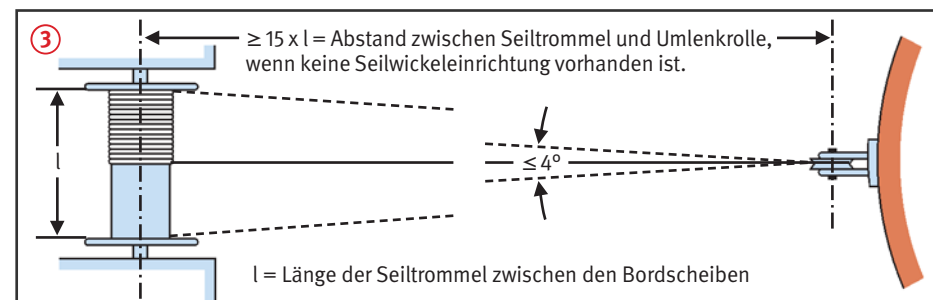 3
≥ 15 x l = Abstand zwischen Seiltrommel und Umlenkrolle,
wenn keine Seilwickeleinrichtung vorhanden ist.
l
≤ 4°
l = Länge der Seiltrommel zwischen den Bordscheiben